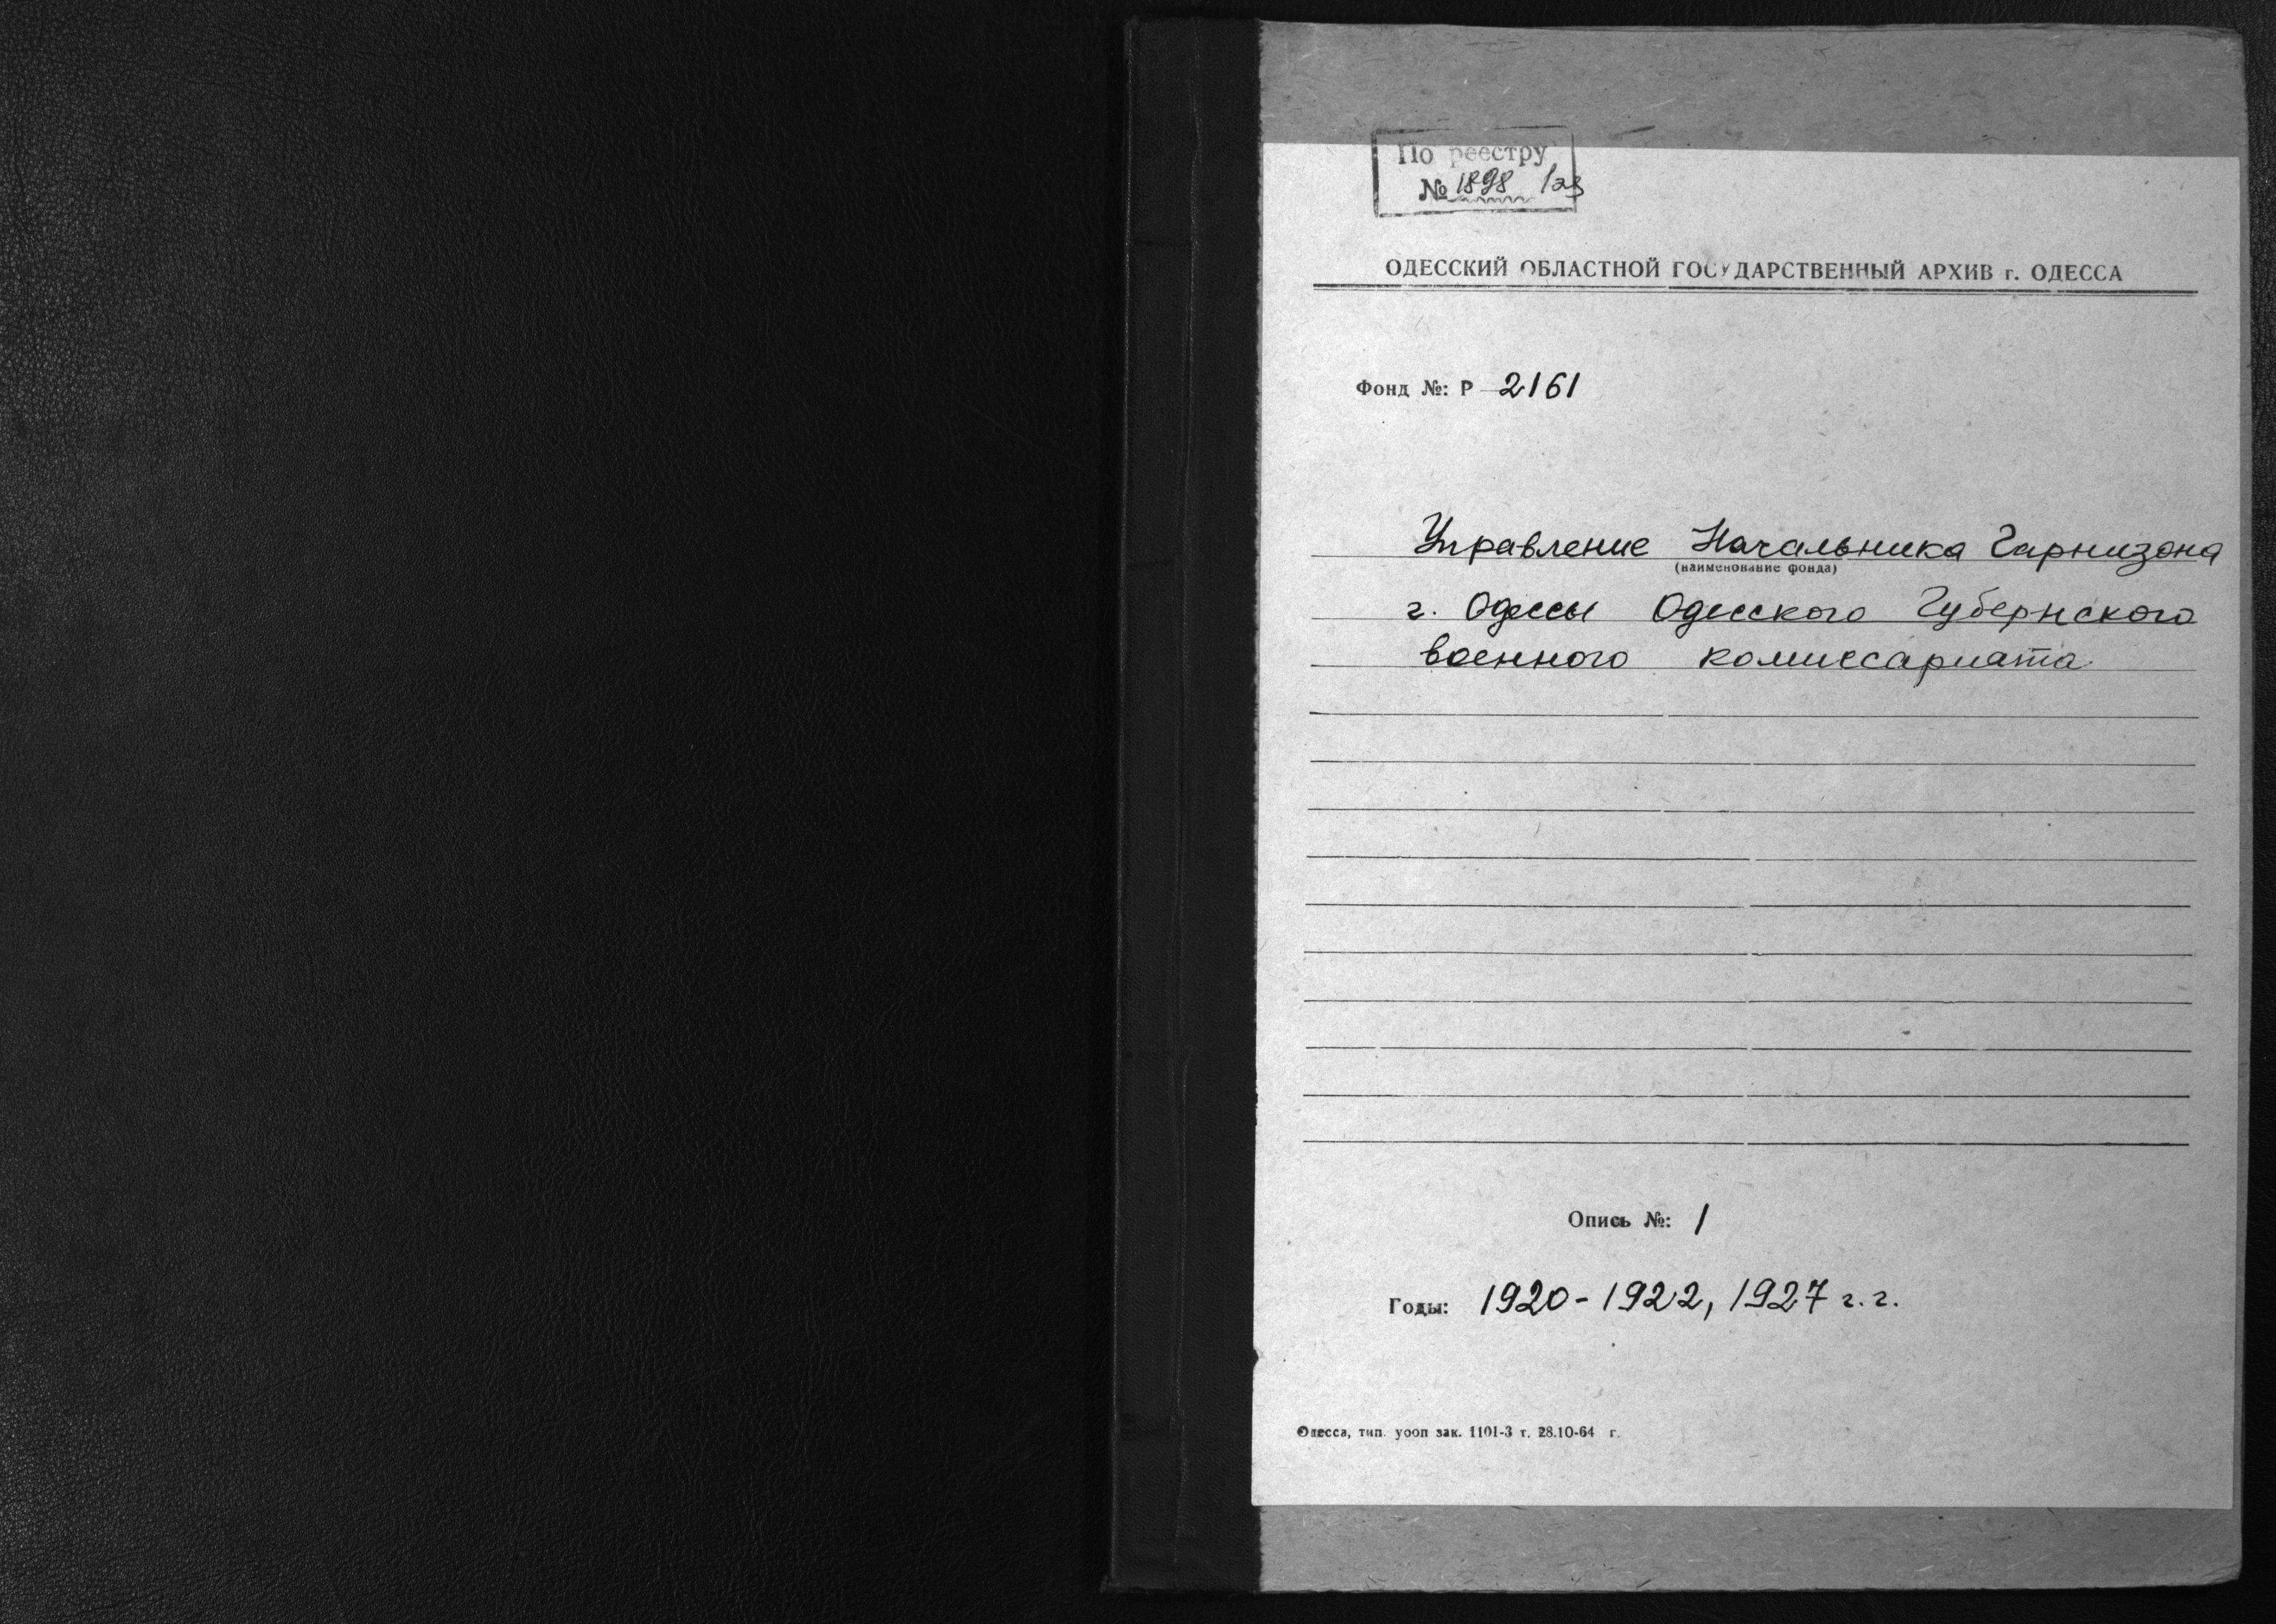 По реестру
№ 1898
ОДЕССКИЙ ОБЛАСТНОЙ ГОСУДАРСТВЕННЫЙ АРХИВ г. ОДЕССА
Фонд №: Р 2161
Управление Начальника Гарнизона
(наименование фонда)
г. Одессы Одесского Губернского
военного комиссариата
Опись №: 1
Годы: 1920-1922, 1927 г.г.
Одесса, тип. уооп зак. 1101-3 т. 28.10-64 г.